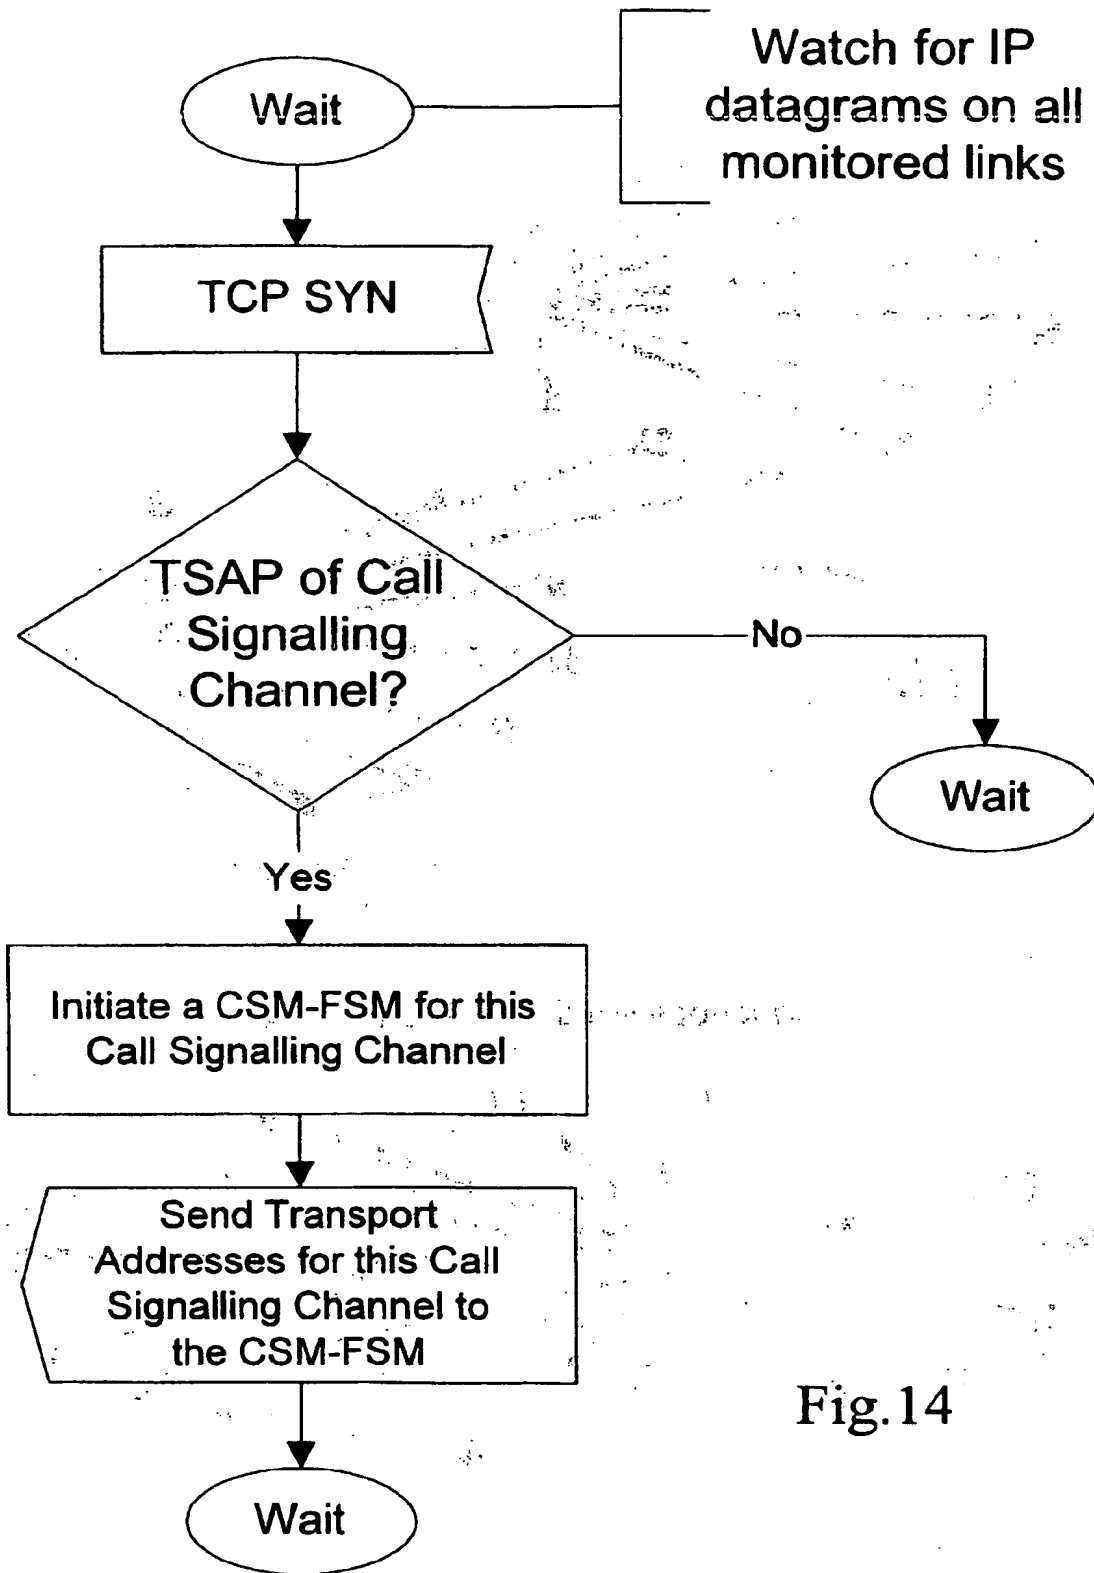 Wait
Watch for IP
datagrams on all
monitored links
TCP SYN
TSAP of Call
Signalling
Channel?
No
Wait
Yes
Initiate a CSM-FSM for this
Call Signalling Channel
Send Transport
Addresses for this Call
Signalling Channel to
the CSM-FSM
Wait
Fig.14